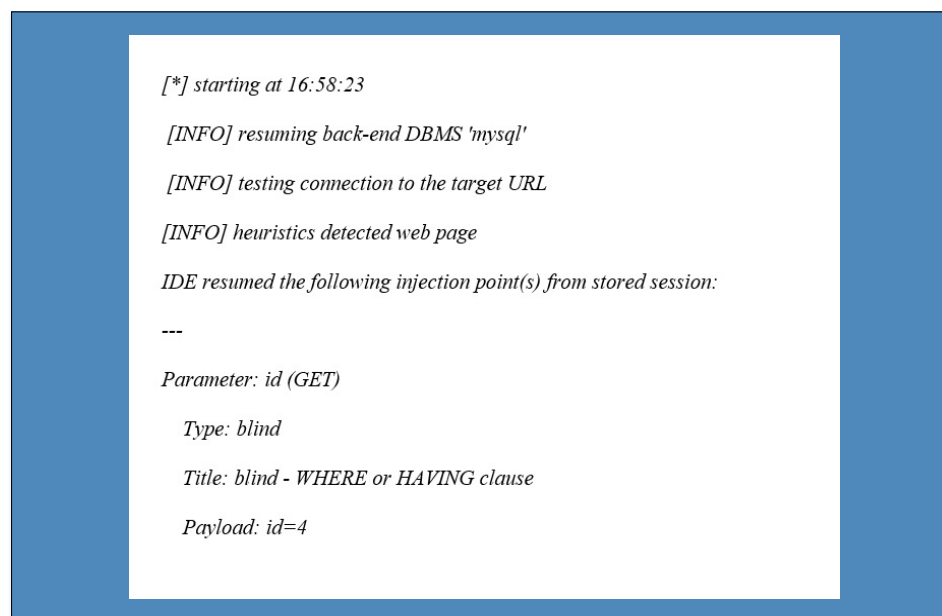 [*] starting at 16:58:23
[INFO] resuming back-end DBMS 'mysql'
[INFO] testing connection to the target URL
[INFO] heuristics detected web page
IDE resumed the following injection point(s) from stored session:
---
Parameter: id (GET)
Type: blind
Title: blind - WHERE or HAVING clause
Payload: id=4